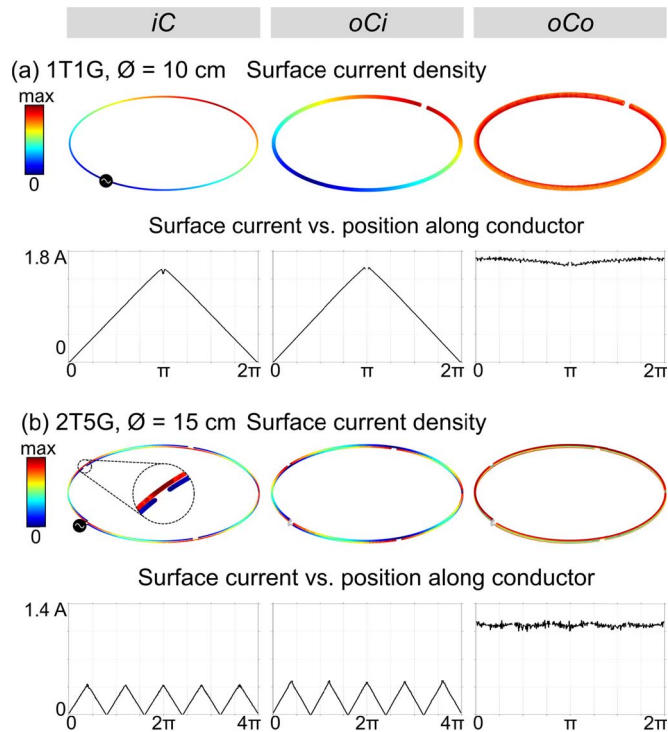 iC oCi oCo
(a) 1T1G, Ø = 10 cm Surface current density
max
0
Surface current vs. position along conductor
1.8 A
0
0 π 2π 0 π 2π 0 π 2π
(b) 2T5G, Ø = 15 cm Surface current density
max
0
Surface current vs. position along conductor
1.4 A
0
0 2π 4π 0 2π 4π 0 π 2π